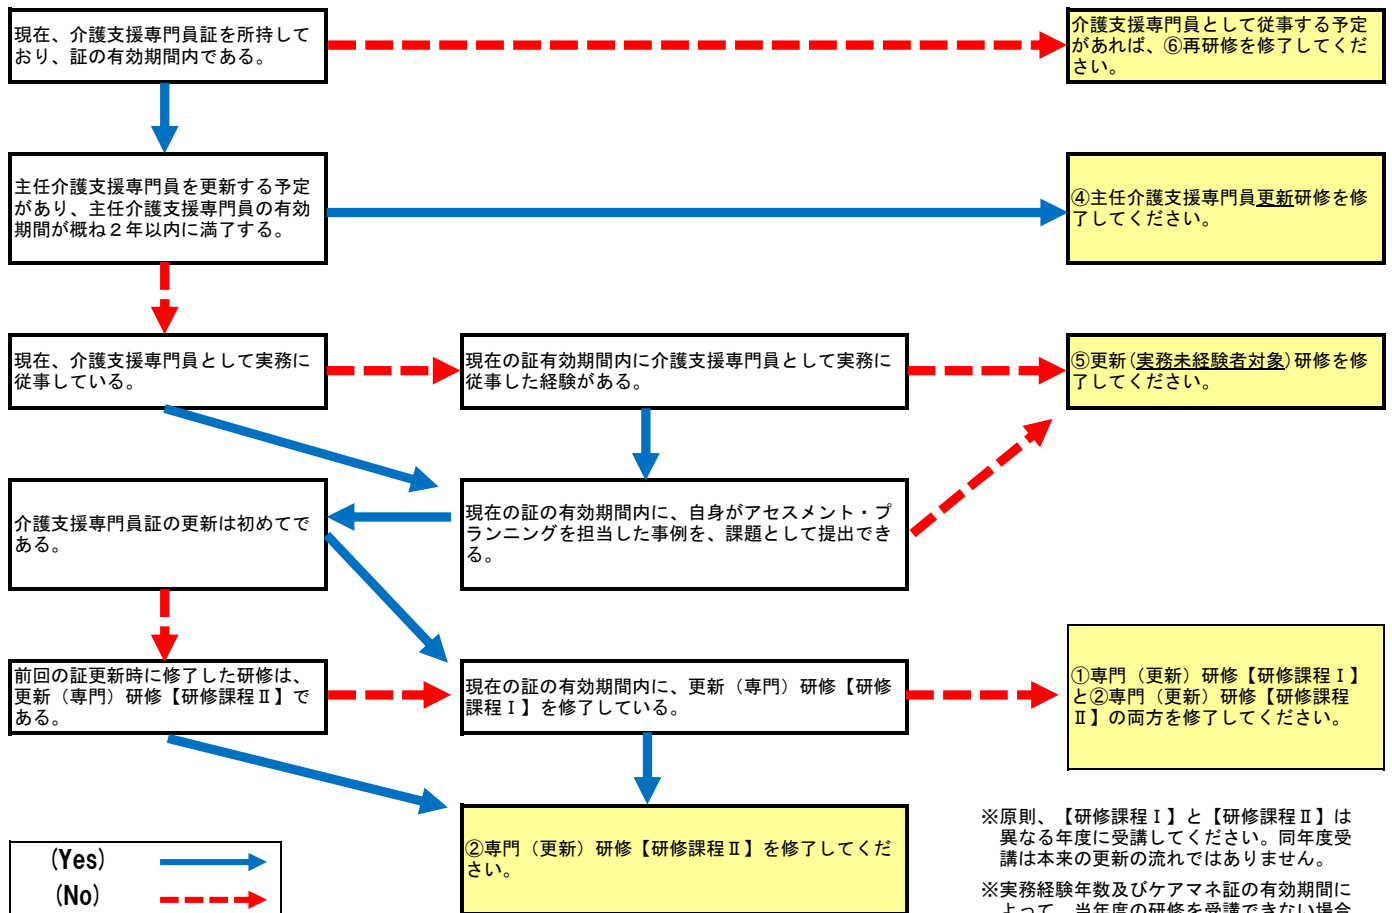 現在、介護支援専門員証を所持して
おり、証の有効期間内である。
介護支援専門員として従事する予定
があれば、⑥再研修を修了してくだ
さい。
主任介護支援専門員を更新する予定
があり、主任介護支援専門員の有効
期間が概ね２年以内に満了する。
④主任介護支援専門員更新研修を修
了してください。
現在、介護支援専門員として実務に
従事している。
現在の証有効期間内に介護支援専門員として実務に
従事した経験がある。
⑤更新(実務未経験者対象)研修を修
了してください。
介護支援専門員証の更新は初めてで
ある。
現在の証の有効期間内に、自身がアセスメント・プ
ランニングを担当した事例を、課題として提出でき
る。
前回の証更新時に修了した研修は、
更新（専門）研修【研修課程Ⅱ】で
ある。
現在の証の有効期間内に、更新（専門）研修【研修
課程Ⅰ】を修了している。
①専門（更新）研修【研修課程Ⅰ】
と②専門（更新）研修【研修課程
Ⅱ】の両方を修了してください。
②専門（更新）研修【研修課程Ⅱ】を修了してくだ
さい。
(Yes)
(No)
※原則、【研修課程Ⅰ】と【研修課程Ⅱ】は
異なる年度に受講してください。同年度受
講は本来の更新の流れではありません。
※実務経験年数及びケアマネ証の有効期間に
よって、当年度の研修を受講できない場合